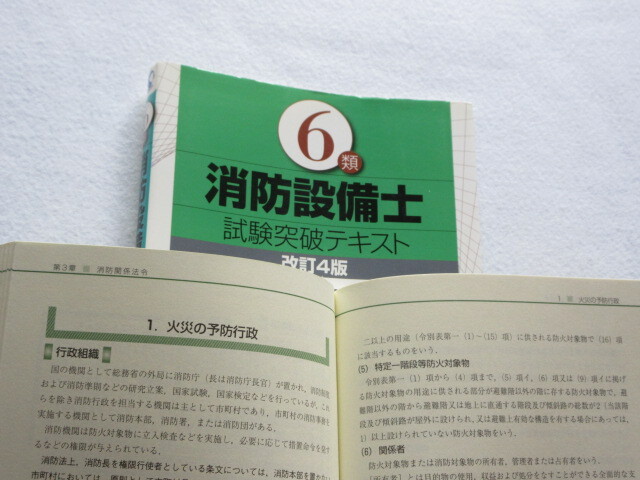 6
類
消防設備士
試験突破テキスト
改訂4版
6
類
第3章 消防関係法令
1. 火災の予防行政
行政組織
国の機関として総務省の外局に消防庁（長は消防庁長官）が置かれ、消防制度
および消防準則などの研究立案、国家試験、国家検定などを行っているが、これ
らを除き消防行政を担当する機関は主として市町村であり、市町村の消防事務を
実施する機関として消防本部、消防署、または消防団がある。
消防機関は防火対象物に立入検査などを実施し、必要に応じて措置命令を発す
るなどの権限が与えられている。
消防法上、消防長を権限行使者としている条文については、消防本部を置かない
1 火災の予防行政
二以上の用途（令別表第一（1）～（15）項）に供される防火対象物で（16）項
に該当するものをいう。
(5) 特定一階段等防火対象物
令別表第一（1）項から（4）項まで、（5）項イ、（6）項又は（9）項イに掲げ
る防火対象物の用途に供される部分が避難階以外の階に存する防火対象物で、避
難階以外の階から避難階又は地上に直通する階段及び傾斜路の総数が2（当該階
段及び傾斜路が屋外に設けられ、又は避難上有効な構造を有する場合にあっては、
1）以上設けられていない防火対象物をいう。
(6) 関係者
防火対象物または消防対象物の所有者、管理者または占有者をいう。